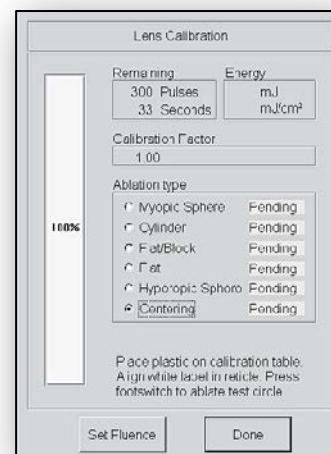 Lens Calibration
Remaining Energy
300 Pulses mJ
33 Seconds mJ/cm²
Calibration Factor
1.00
Ablation type
Myopic Sphere Pending
Cylinder Pending
100% Flat/Block Pending
Flat Pending
Hyperopic Sphere Pending
Centering Pending
Place plastic on calibration table.
Align white label in reticle. Press
footswitch to ablate test circle
Set Fluence Done